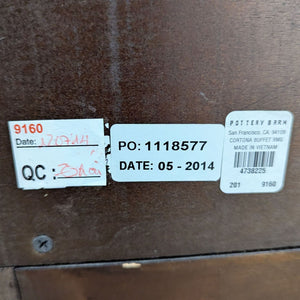 9160
Date:
QC:
PO: 1118577
DATE: 05 - 2014
POTTERY BARN
San Francisco, CA. 94109
CORTONA BUFFET XMG
MADE IN VIETNAM
4738225
201 9160